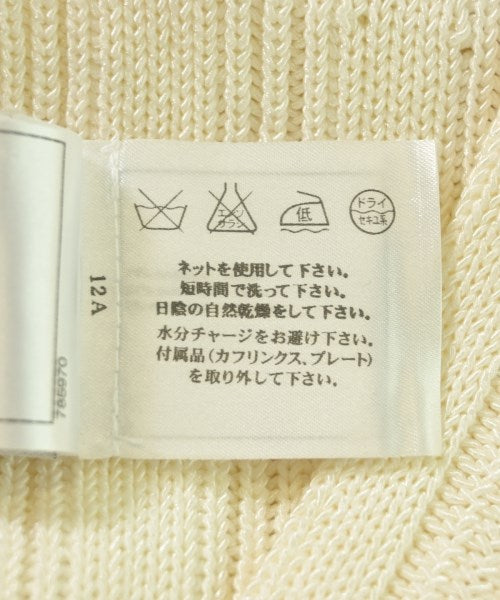 エンソ
サラシ
低
ドライ
セキユ系
ネットを使用して下さい。
短時間で洗って下さい。
日陰の自然乾燥をして下さい。
水分チャージをお避け下さい。
付属品(カフリンクス、プレート)
を取り外して下さい。
12A
785970